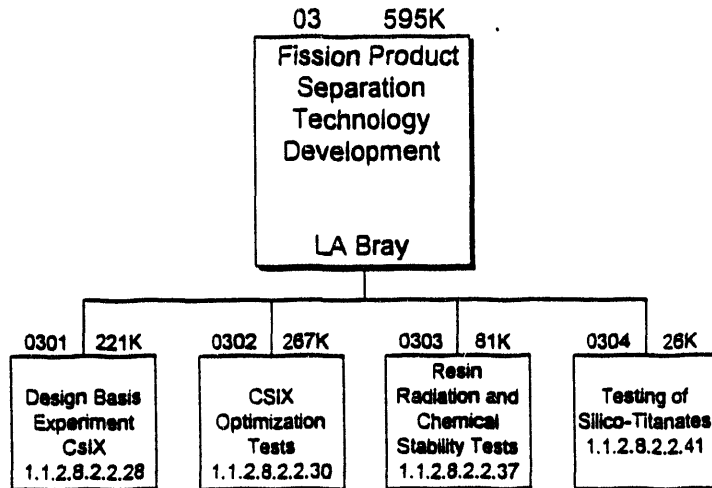 03 595K
Fission Product
Separation
Technology
Development
LA Bray
0301 221K
Design Basis
Experiment
CsIX
1.1.2.8.2.2.28
0302 267K
CSIX
Optimization
Tests
1.1.2.8.2.2.30
0303 81K
Resin
Radiation and
Chemical
Stability Tests
1.1.2.8.2.2.37
0304 26K
Testing of
Silico-Titanates
1.1.2.8.2.2.41